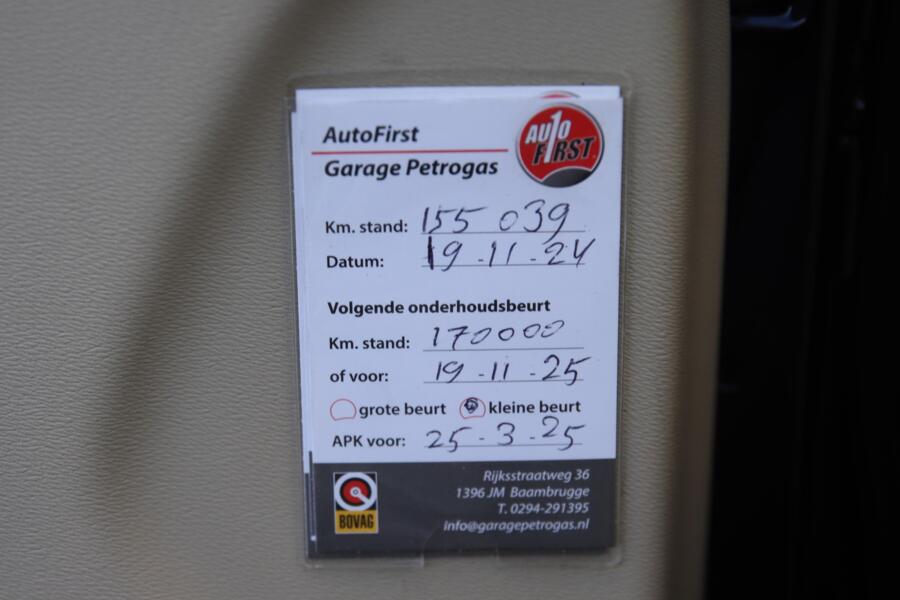 AutoFirst
Garage Petrogas
AUTO
FIRST
Km. stand: 155 039
Datum: 19-11-24
Volgende onderhoudsbeurt
Km. stand: 170000
of voor: 19-11-25
grote beurt kleine beurt
APK voor: 25-3-25
BOVAG
Rijksstraatweg 36
1396 JM Baambrugge
T. 0294-291395
info@garagepetrogas.nl